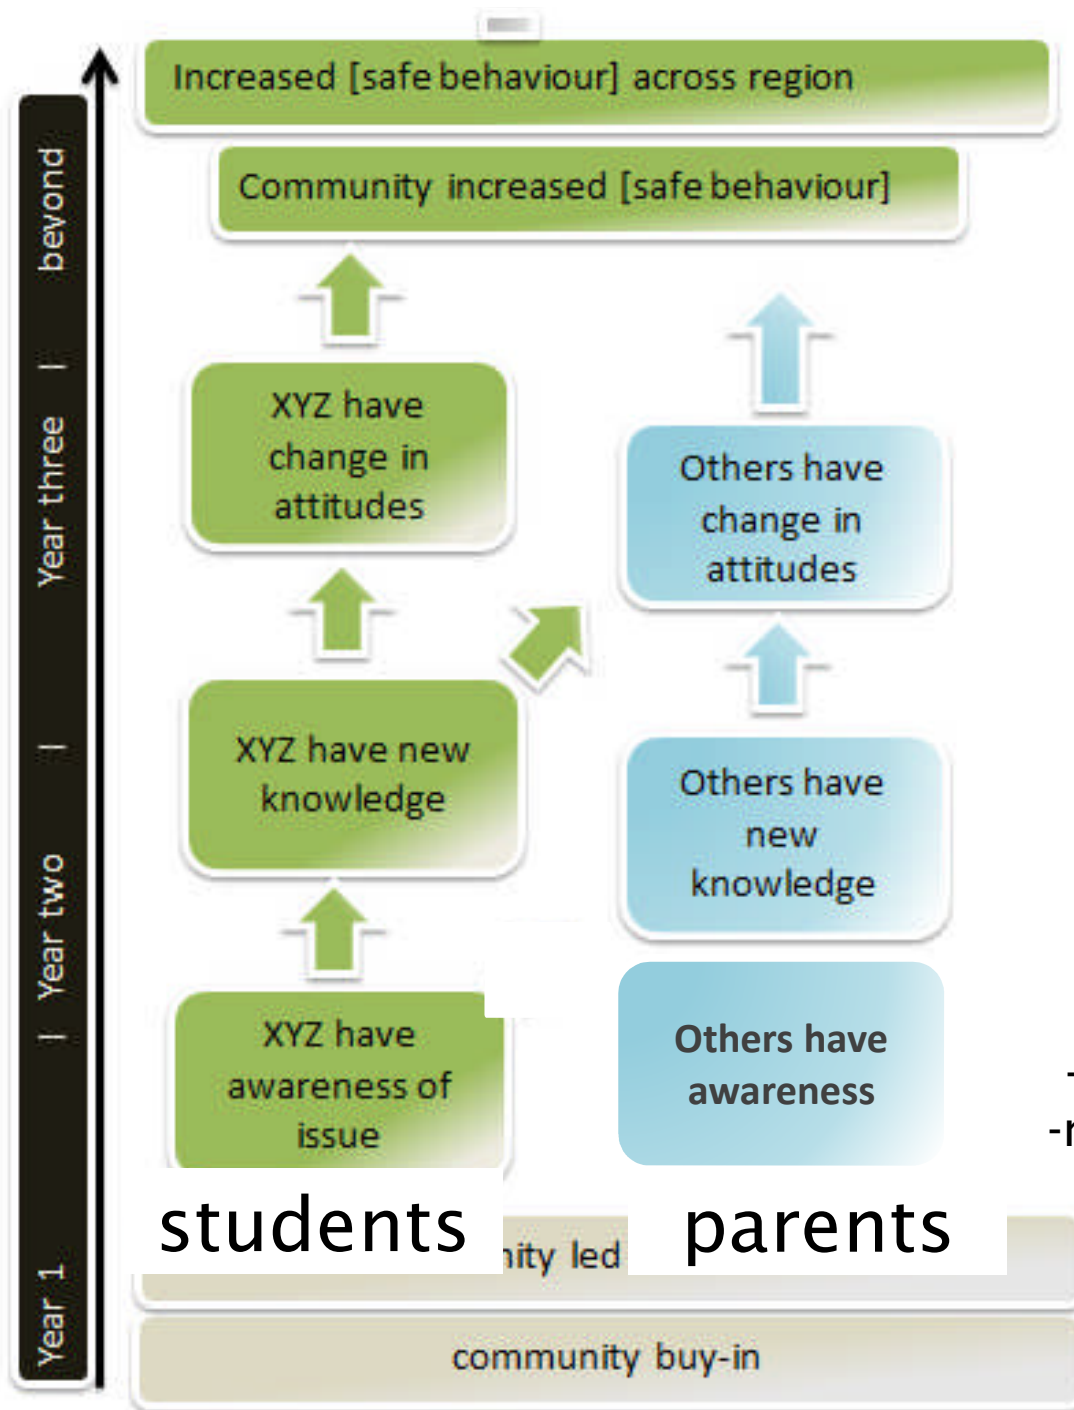 Increased [safe behaviour] across region
Community increased [safe behaviour]
XYZ have
change in
attitudes
Others have
change in
attitudes
XYZ have new
knowledge
Others have
new
knowledge
XYZ have
awareness of
issue
Others have
awareness
students
parents
led
community buy-in
Year 1
| Year two
| Year three
| beyond